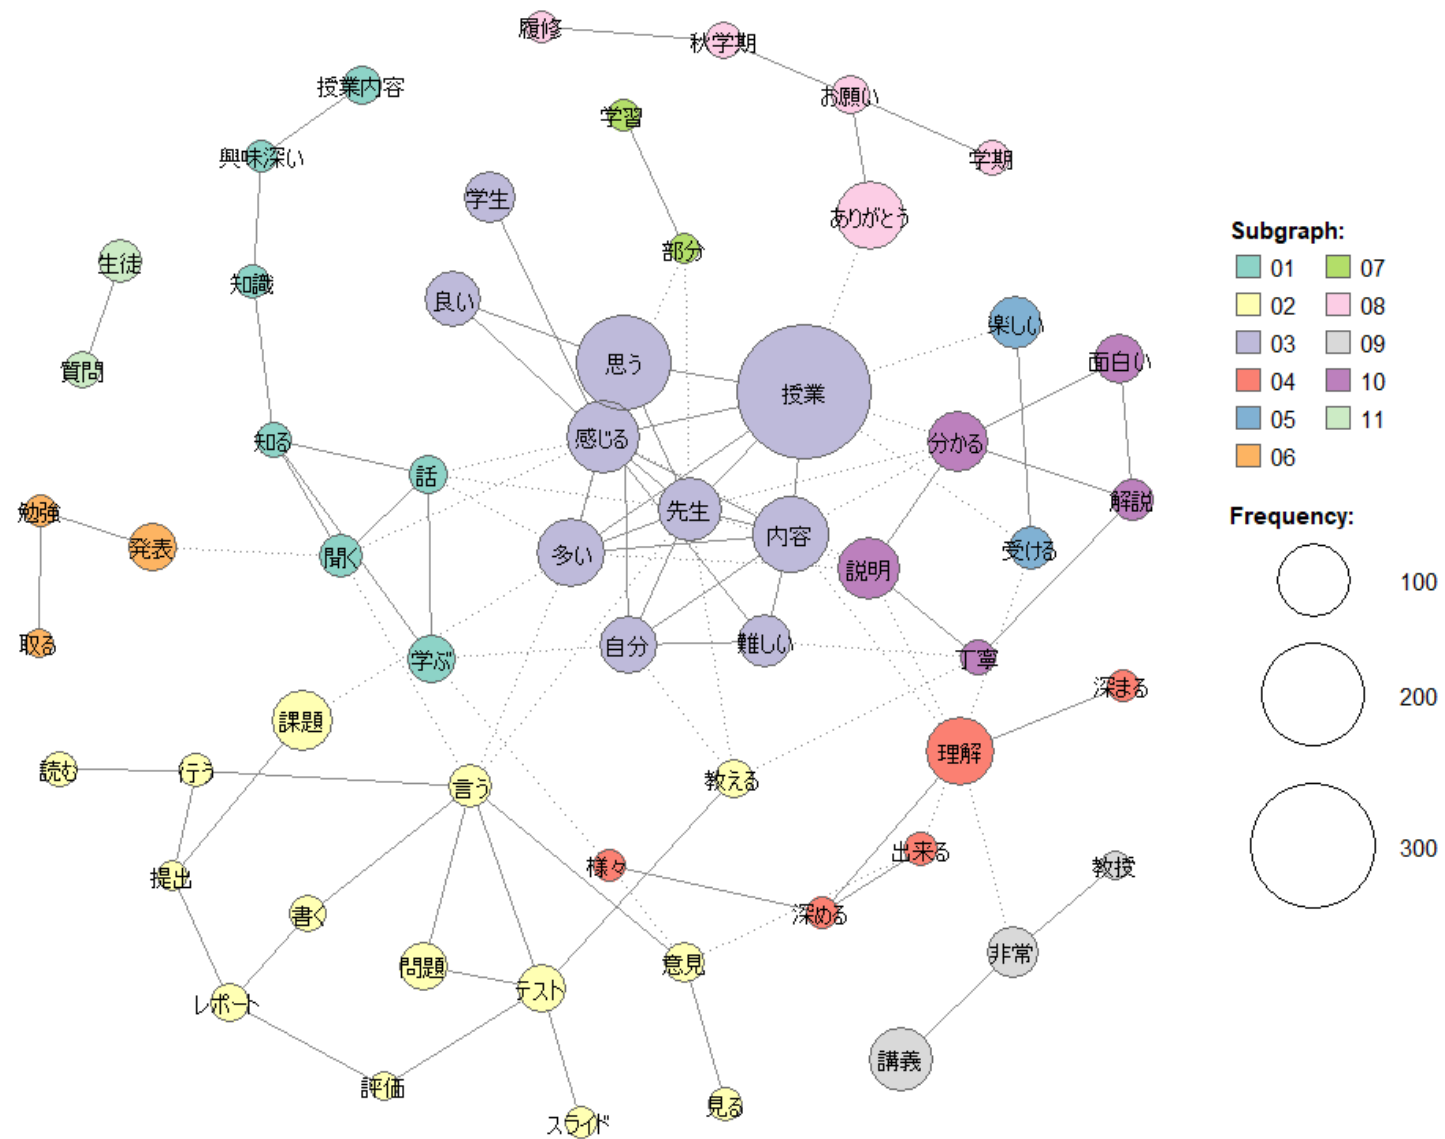 履修
秋学期
授業内容
お願い
学習
興味深い
学期
学生
ありがとう
部分
生徒
知識
良い
楽しい
質問
思う
面白い
授業
知る
感じる
分かる
話
解説
勉強
先生
発表
内容
聞く
多い
受ける
説明
取る
自分
難しい
学ぶ
丁寧
深まる
課題
理解
読む
行う
言う
教える
様々
出来る
教授
提出
書く
深める
問題
意見
非常
レポート
テスト
講義
評価
見る
スライド
Subgraph:
01 07
02 08
03 09
04 10
05 11
06
Frequency:
100
200
300